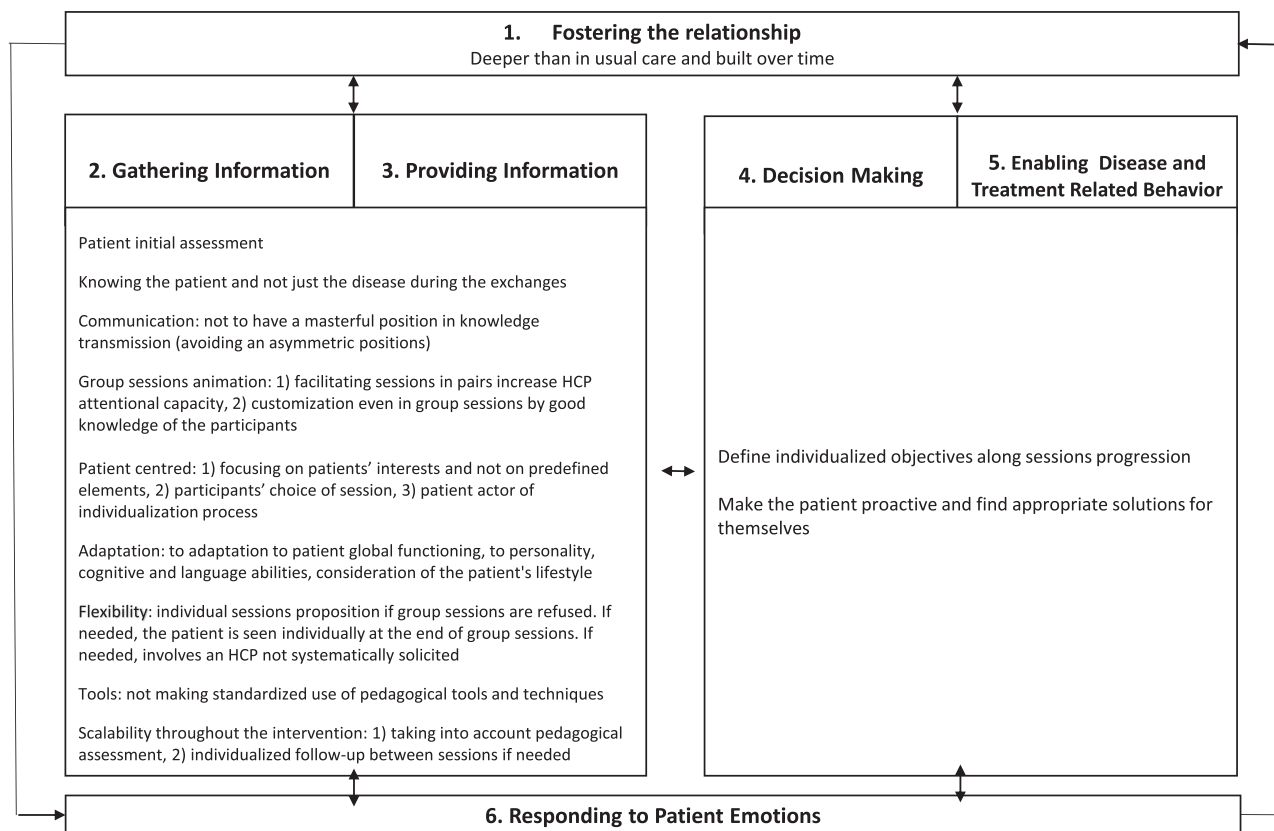 1. Fostering the relationship
Deeper than in usual care and built over time
2. Gathering Information
3. Providing Information
Patient initial assessment
Knowing the patient and not just the disease during the exchanges
Communication: not to have a masterful position in knowledge
transmission (avoiding an asymmetric positions)
Group sessions animation: 1) facilitating sessions in pairs increase HCP
attentional capacity, 2) customization even in group sessions by good
knowledge of the participants
Patient centred: 1) focusing on patients’ interests and not on predefined
elements, 2) participants’ choice of session, 3) patient actor of
individualization process
Adaptation: to adaptation to patient global functioning, to personality,
cognitive and language abilities, consideration of the patient's lifestyle
Flexibility: individual sessions proposition if group sessions are refused. If
needed, the patient is seen individually at the end of group sessions. If
needed, involves an HCP not systematically solicited
Tools: not making standardized use of pedagogical tools and techniques
Scalability throughout the intervention: 1) taking into account pedagogical
assessment, 2) individualized follow-up between sessions if needed
4. Decision Making
5. Enabling Disease and
Treatment Related Behavior
Define individualized objectives along sessions progression
Make the patient proactive and find appropriate solutions for
themselves
6. Responding to Patient Emotions